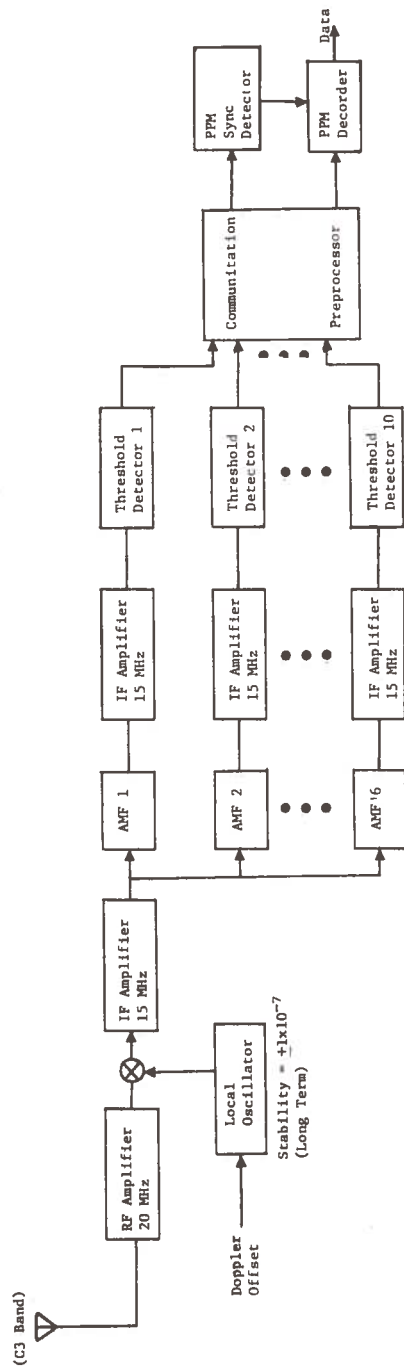 (C3 Band)
RF Amplifier
20 MHz
Doppler
Offset
Local
Oscillator
Stability = +1x10-7
(Long Term)
IF Amplifier
15 MHz
AMF 1
IF Amplifier
15 MHz
Threshold
Detector 1
AMF 2
IF Amplifier
15 MHz
Threshold
Detector 2
AMF'6
IF Amplifier
15 MHz
Threshold
Detector 10
Communitation
Preprocessor
PPM
Sync
Detector
PPM
Decorder
Data